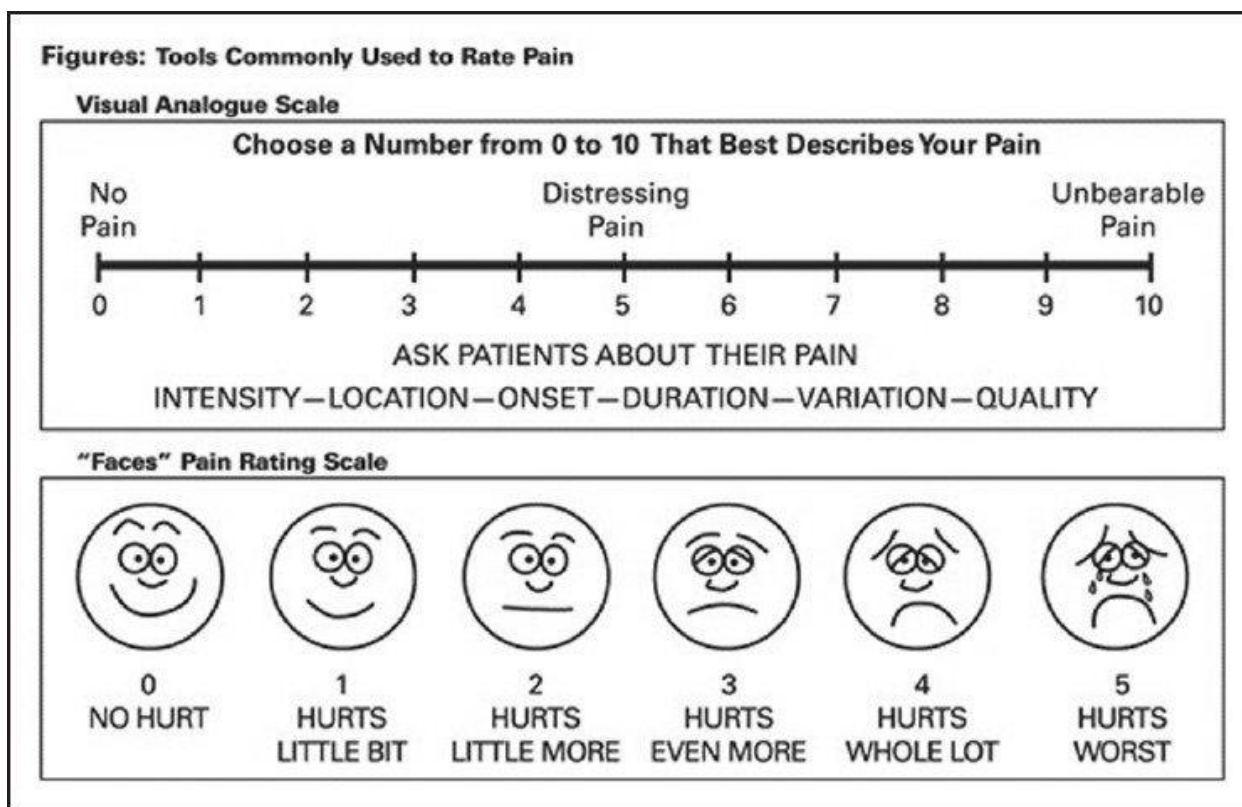 Figures: Tools Commonly Used to Rate Pain
Visual Analogue Scale
Choose a Number from 0 to 10 That Best Describes Your Pain
No Distressing Unbearable
Pain Pain Pain
0 1 2 3 4 5 6 7 8 9 10
ASK PATIENTS ABOUT THEIR PAIN
INTENSITY—LOCATION—ONSET—DURATION—VARIATION—QUALITY
"Faces" Pain Rating Scale
0 1 2 3 4 5
NO HURT HURTS HURTS HURTS HURTS HURTS
LITTLE BIT LITTLE MORE EVEN MORE WHOLE LOT WORST